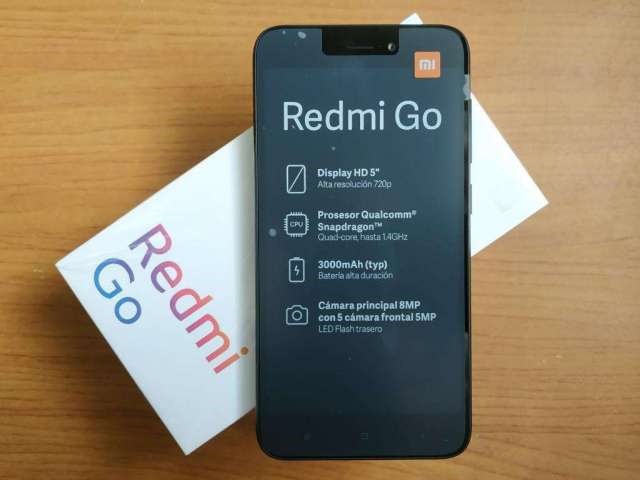 mi
Redmi Go
Display HD 5"
Alta resolución 720p
CPU
Prosesor Qualcomm®
Snapdragon™
Quad-core, hasta 1.4GHz
3000mAh (typ)
Batería alta duración
Cámara principal 8MP
con 5 cámara frontal 5MP
LED Flash trasero
Redmi
Go